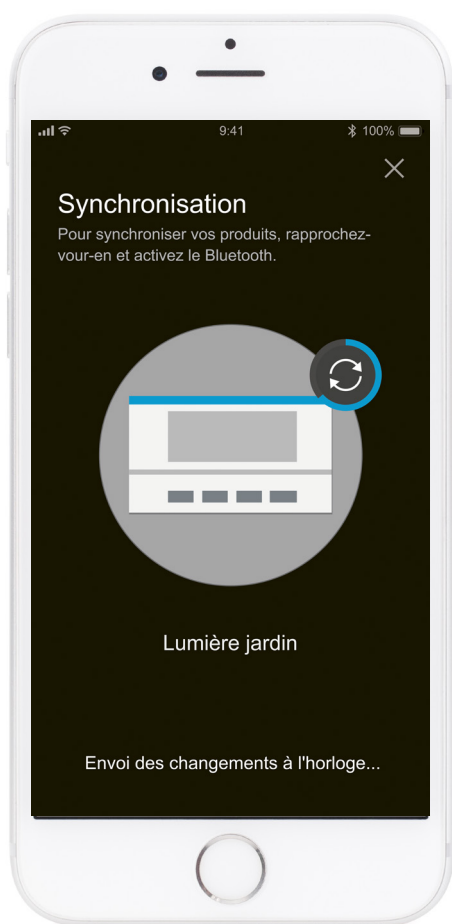 9:41
100%
Synchronisation
Pour synchroniser vos produits, rapprochez-
vour-en et activez le Bluetooth.
Lumière jardin
Envoi des changements à l'horloge...